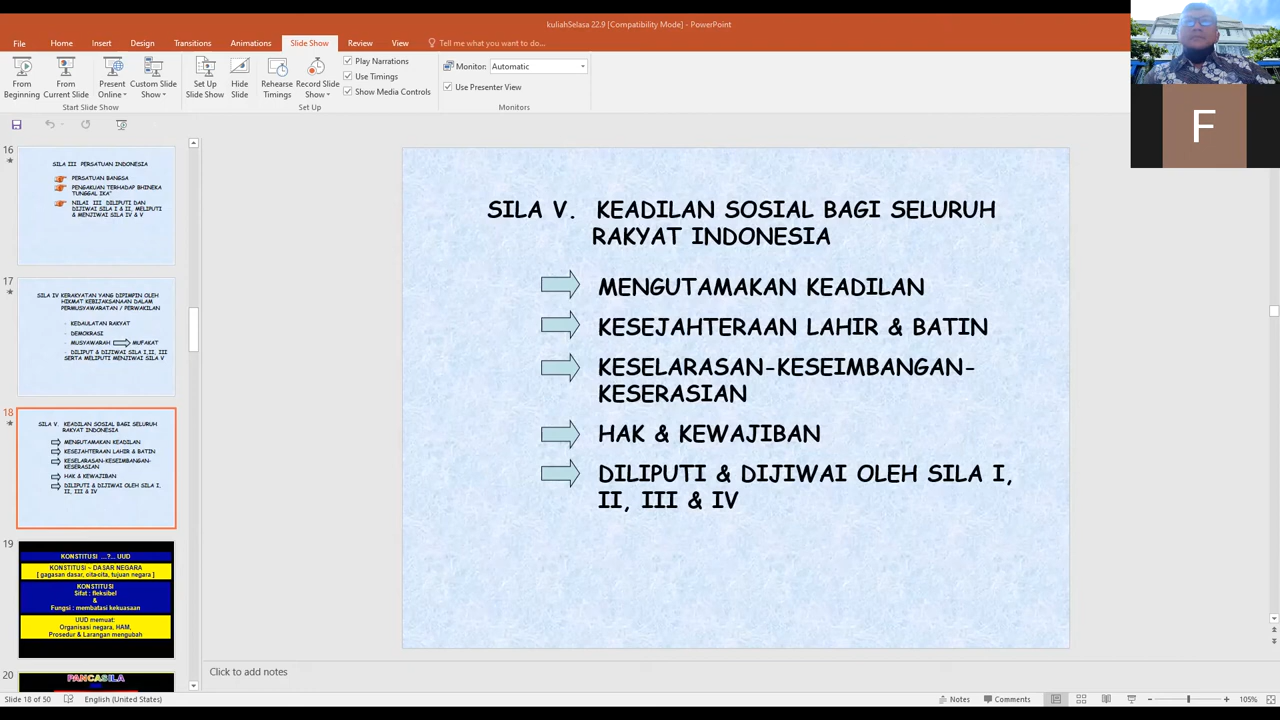 kuliahSelasa 22.9 [Compatibility Mode] - PowerPoint
File Home Insert Design Transitions Animations Slide Show Review View Tell me what you want to do...
From Beginning
From Current Slide
Present Online
Custom Slide Show
Start Slide Show
Set Up Slide Show
Hide Slide
Rehearse Timings
Record Slide Show
Play Narrations
Use Timings
Show Media Controls
Set Up
Monitor: Automatic
Use Presenter View
Monitors
F
16
SILA III PERSATUAN INDONESIA
PERSATUAN BANGSA
PENGAKUAN TERHADAP BHINEKA
TUNGGAL IKA"
NILAI III DILIPUTI DAN
DIJIWAI SILA I & II, MELIPUTI
& MENJIWAI SILA IV & V
17
SILA IV KERAKYATAN YANG DIPIMPIN OLEH
HIKMAT KEBIJAKSANAAN DALAM
PERMUSYAWARATAN / PERWAKILAN
- KEDAULATAN RAKYAT
- DEMOKRASI
- MUSYAWARAH MUFAKAT
- DILIPUT & DIJIWAI SILA I,II, III
SERTA MELIPUTI MENJIWAI SILA V
18
SILA V. KEADILAN SOSIAL BAGI SELURUH
RAKYAT INDONESIA
MENGUTAMAKAN KEADILAN
KESEJAHTERAAN LAHIR & BATIN
KESELARASAN-KESEIMBANGAN-
KESERASIAN
HAK & KEWAJIBAN
DILIPUTI & DIJIWAI OLEH SILA I,
II, III & IV
19
KONSTITUSI ...?... UUD
KONSTITUSI ~ DASAR NEGARA
[ gagasan dasar, cita-cita, tujuan negara ]
KONSTITUSI
Sifat : fleksibel
&
Fungsi : membatasi kekuasaan
UUD memuat:
Organisasi negara, HAM,
Prosedur & Larangan mengubah
20
PANCASILA
SILA V. KEADILAN SOSIAL BAGI SELURUH
RAKYAT INDONESIA
MENGUTAMAKAN KEADILAN
KESEJAHTERAAN LAHIR & BATIN
KESELARASAN-KESEIMBANGAN-
KESERASIAN
HAK & KEWAJIBAN
DILIPUTI & DIJIWAI OLEH SILA I,
II, III & IV
Click to add notes
Slide 18 of 50 English (United States) Notes Comments 105%